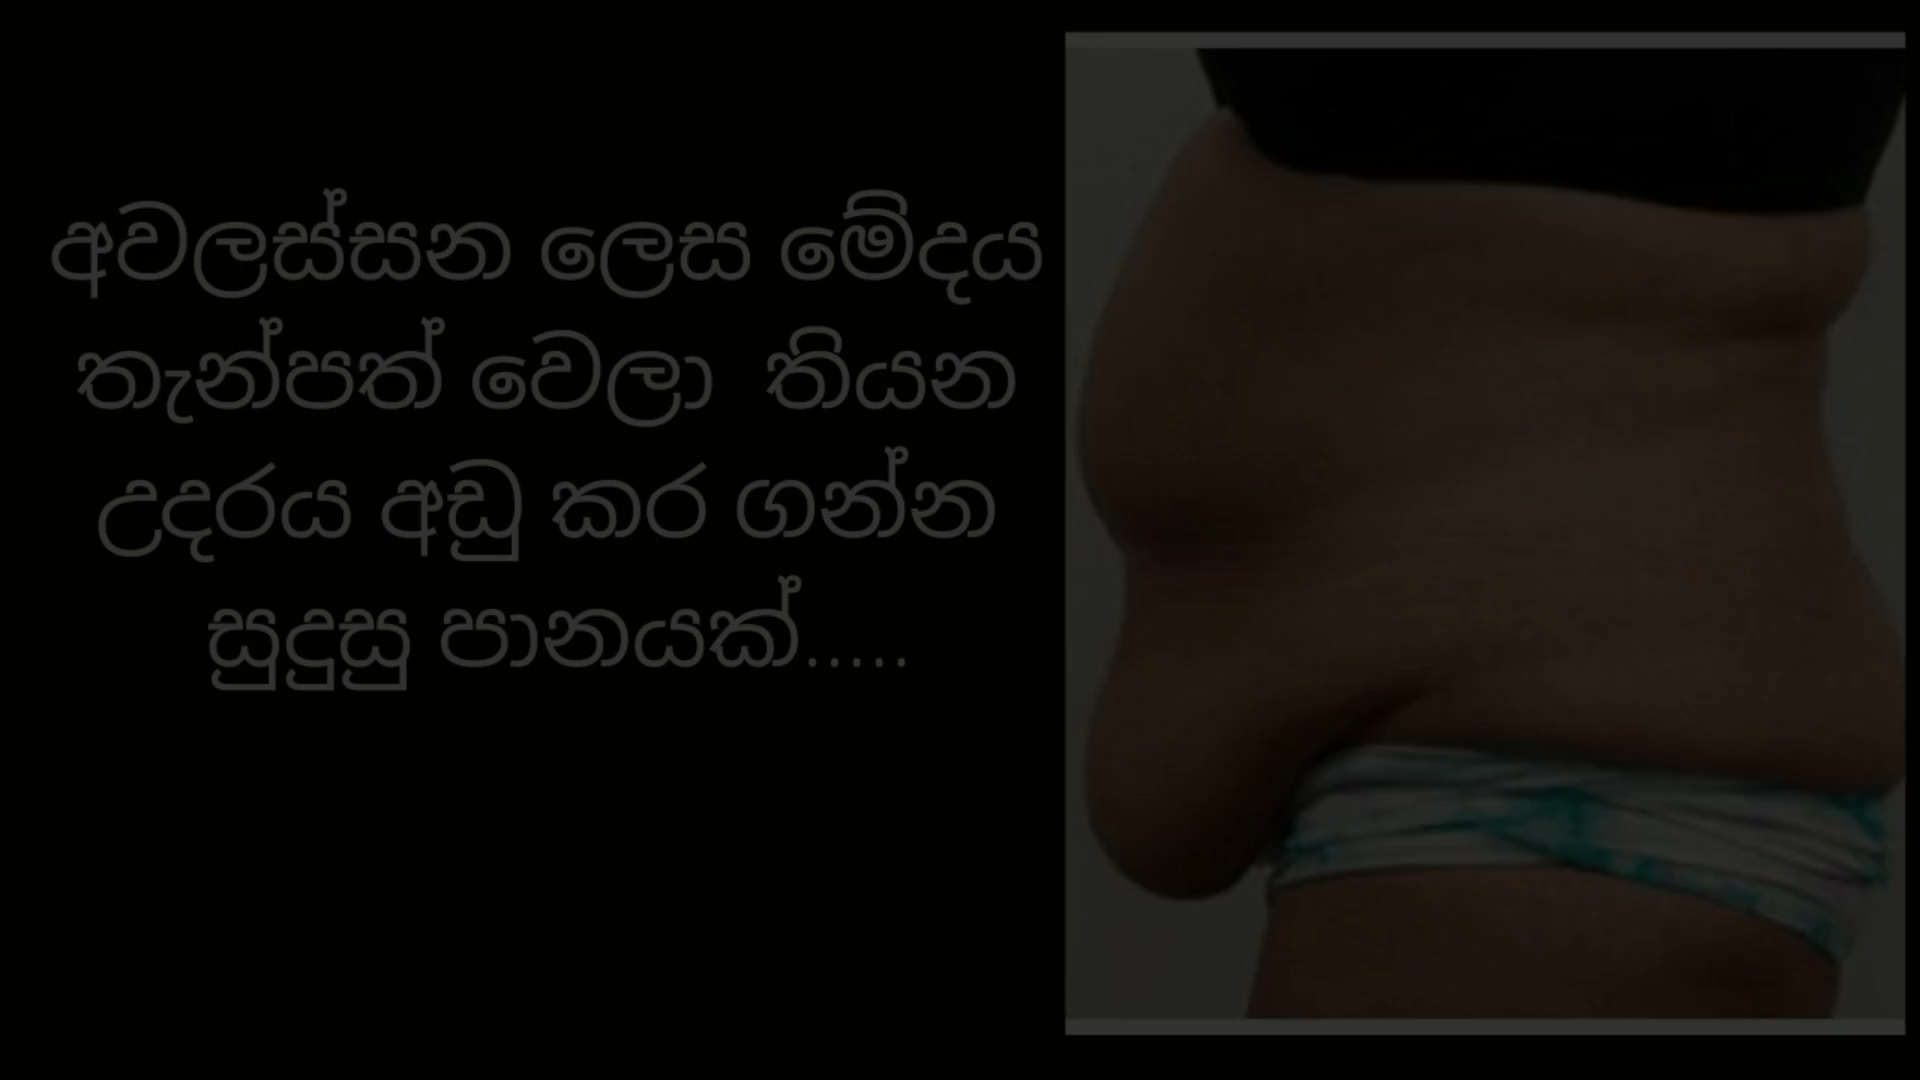 අවලස්සන ලෙස මේදය
තැන්පත් වෙලා  තියන
උදරය අඩු කර ගන්න
සුදුසු පානයක්.....